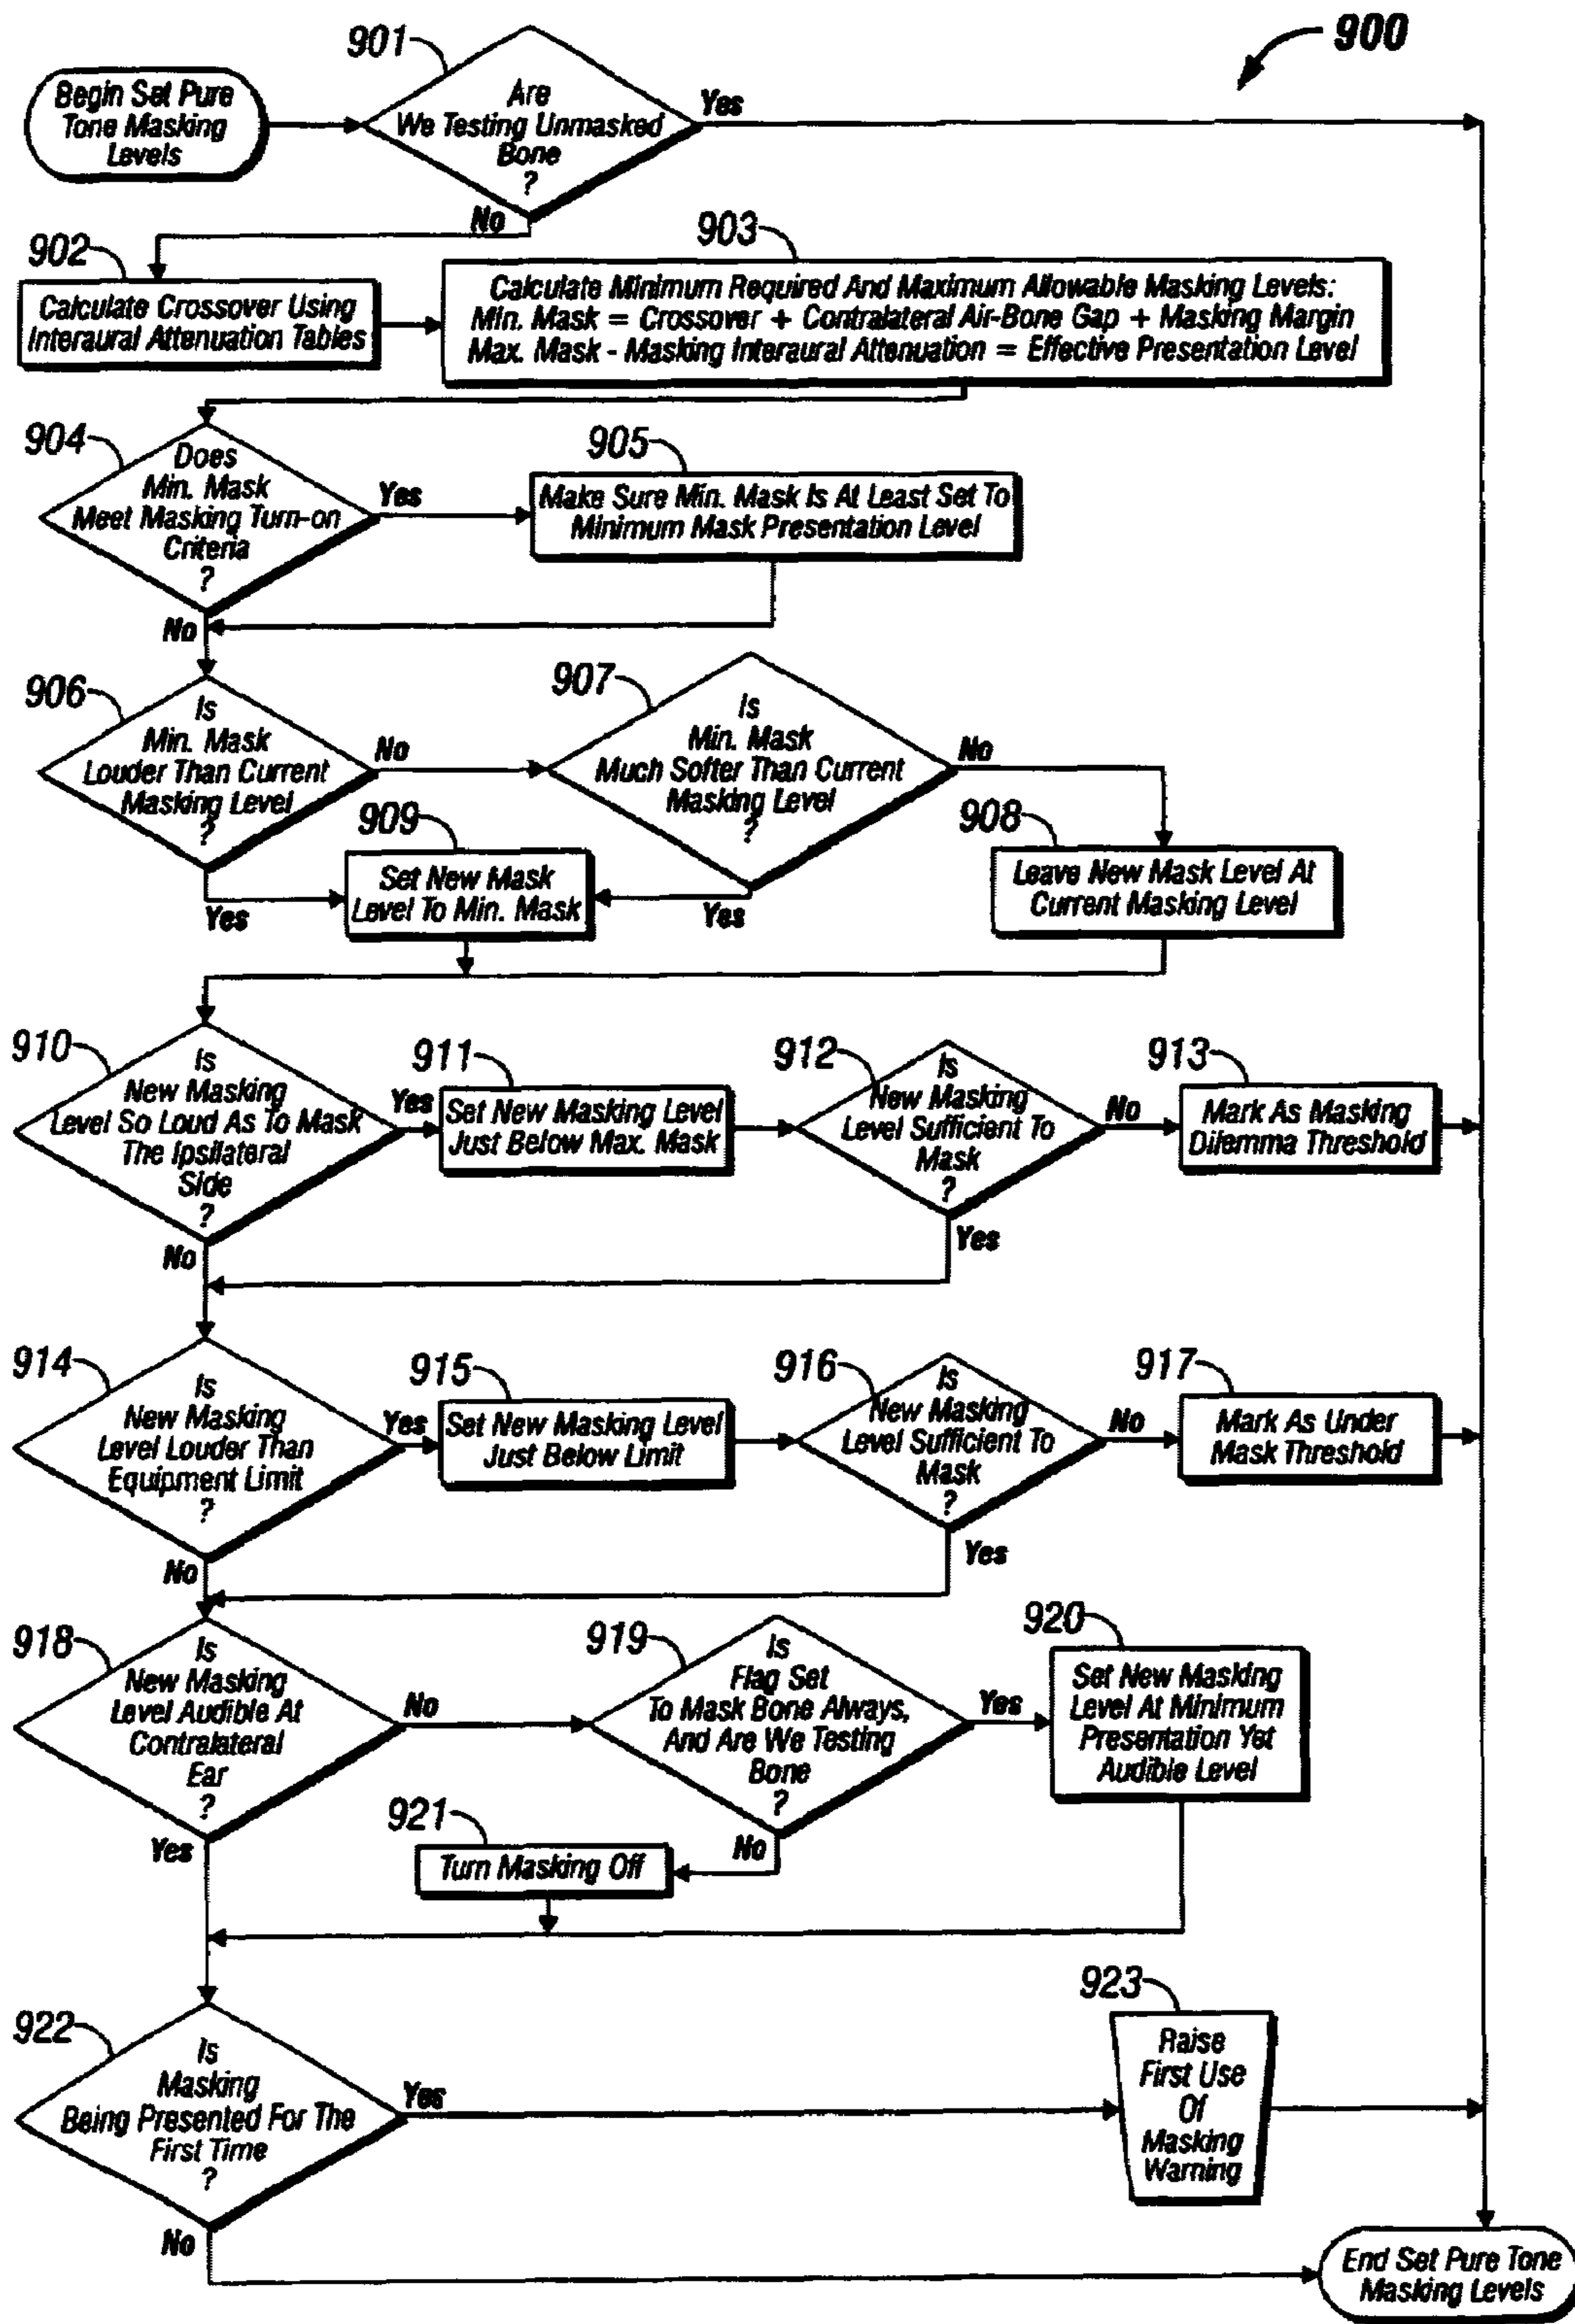 900
901
Begin Set Pure
Tone Masking
Levels
Are
We Testing Unmasked
Bone
?
Yes
No
902
Calculate Crossover Using
Interaural Attenuation Tables
903
Calculate Minimum Required And Maximum Allowable Masking Levels:
Min. Mask = Crossover + Contralateral Air-Bone Gap + Masking Margin
Max. Mask - Masking Interaural Attenuation = Effective Presentation Level
904
Does
Min. Mask
Meet Masking Turn-on
Criteria
?
Yes
No
905
Make Sure Min. Mask Is At Least Set To
Minimum Mask Presentation Level
906
Is
Min. Mask
Louder Than Current
Masking Level
?
No
Yes
907
Is
Min. Mask
Much Softer Than Current
Masking Level
?
No
Yes
908
Leave New Mask Level At
Current Masking Level
909
Set New Mask
Level To Min. Mask
910
Is
New Masking
Level So Loud As To Mask
The Ipsilateral
Side
?
Yes
No
911
Set New Masking Level
Just Below Max. Mask
912
Is
New Masking
Level Sufficient To
Mask
?
No
Yes
913
Mark As Masking
Dilemma Threshold
914
Is
New Masking
Level Louder Than
Equipment Limit
?
Yes
No
915
Set New Masking Level
Just Below Limit
916
Is
New Masking
Level Sufficient To
Mask
?
No
Yes
917
Mark As Under
Mask Threshold
918
Is
New Masking
Level Audible At
Contralateral
Ear
?
No
Yes
919
Is
Flag Set
To Mask Bone Always,
And Are We Testing
Bone
?
Yes
No
920
Set New Masking
Level At Minimum
Presentation Yet
Audible Level
921
Turn Masking Off
922
Is
Masking
Being Presented For The
First Time
?
Yes
No
923
Raise
First Use
Of
Masking
Warning
End Set Pure Tone
Masking Levels